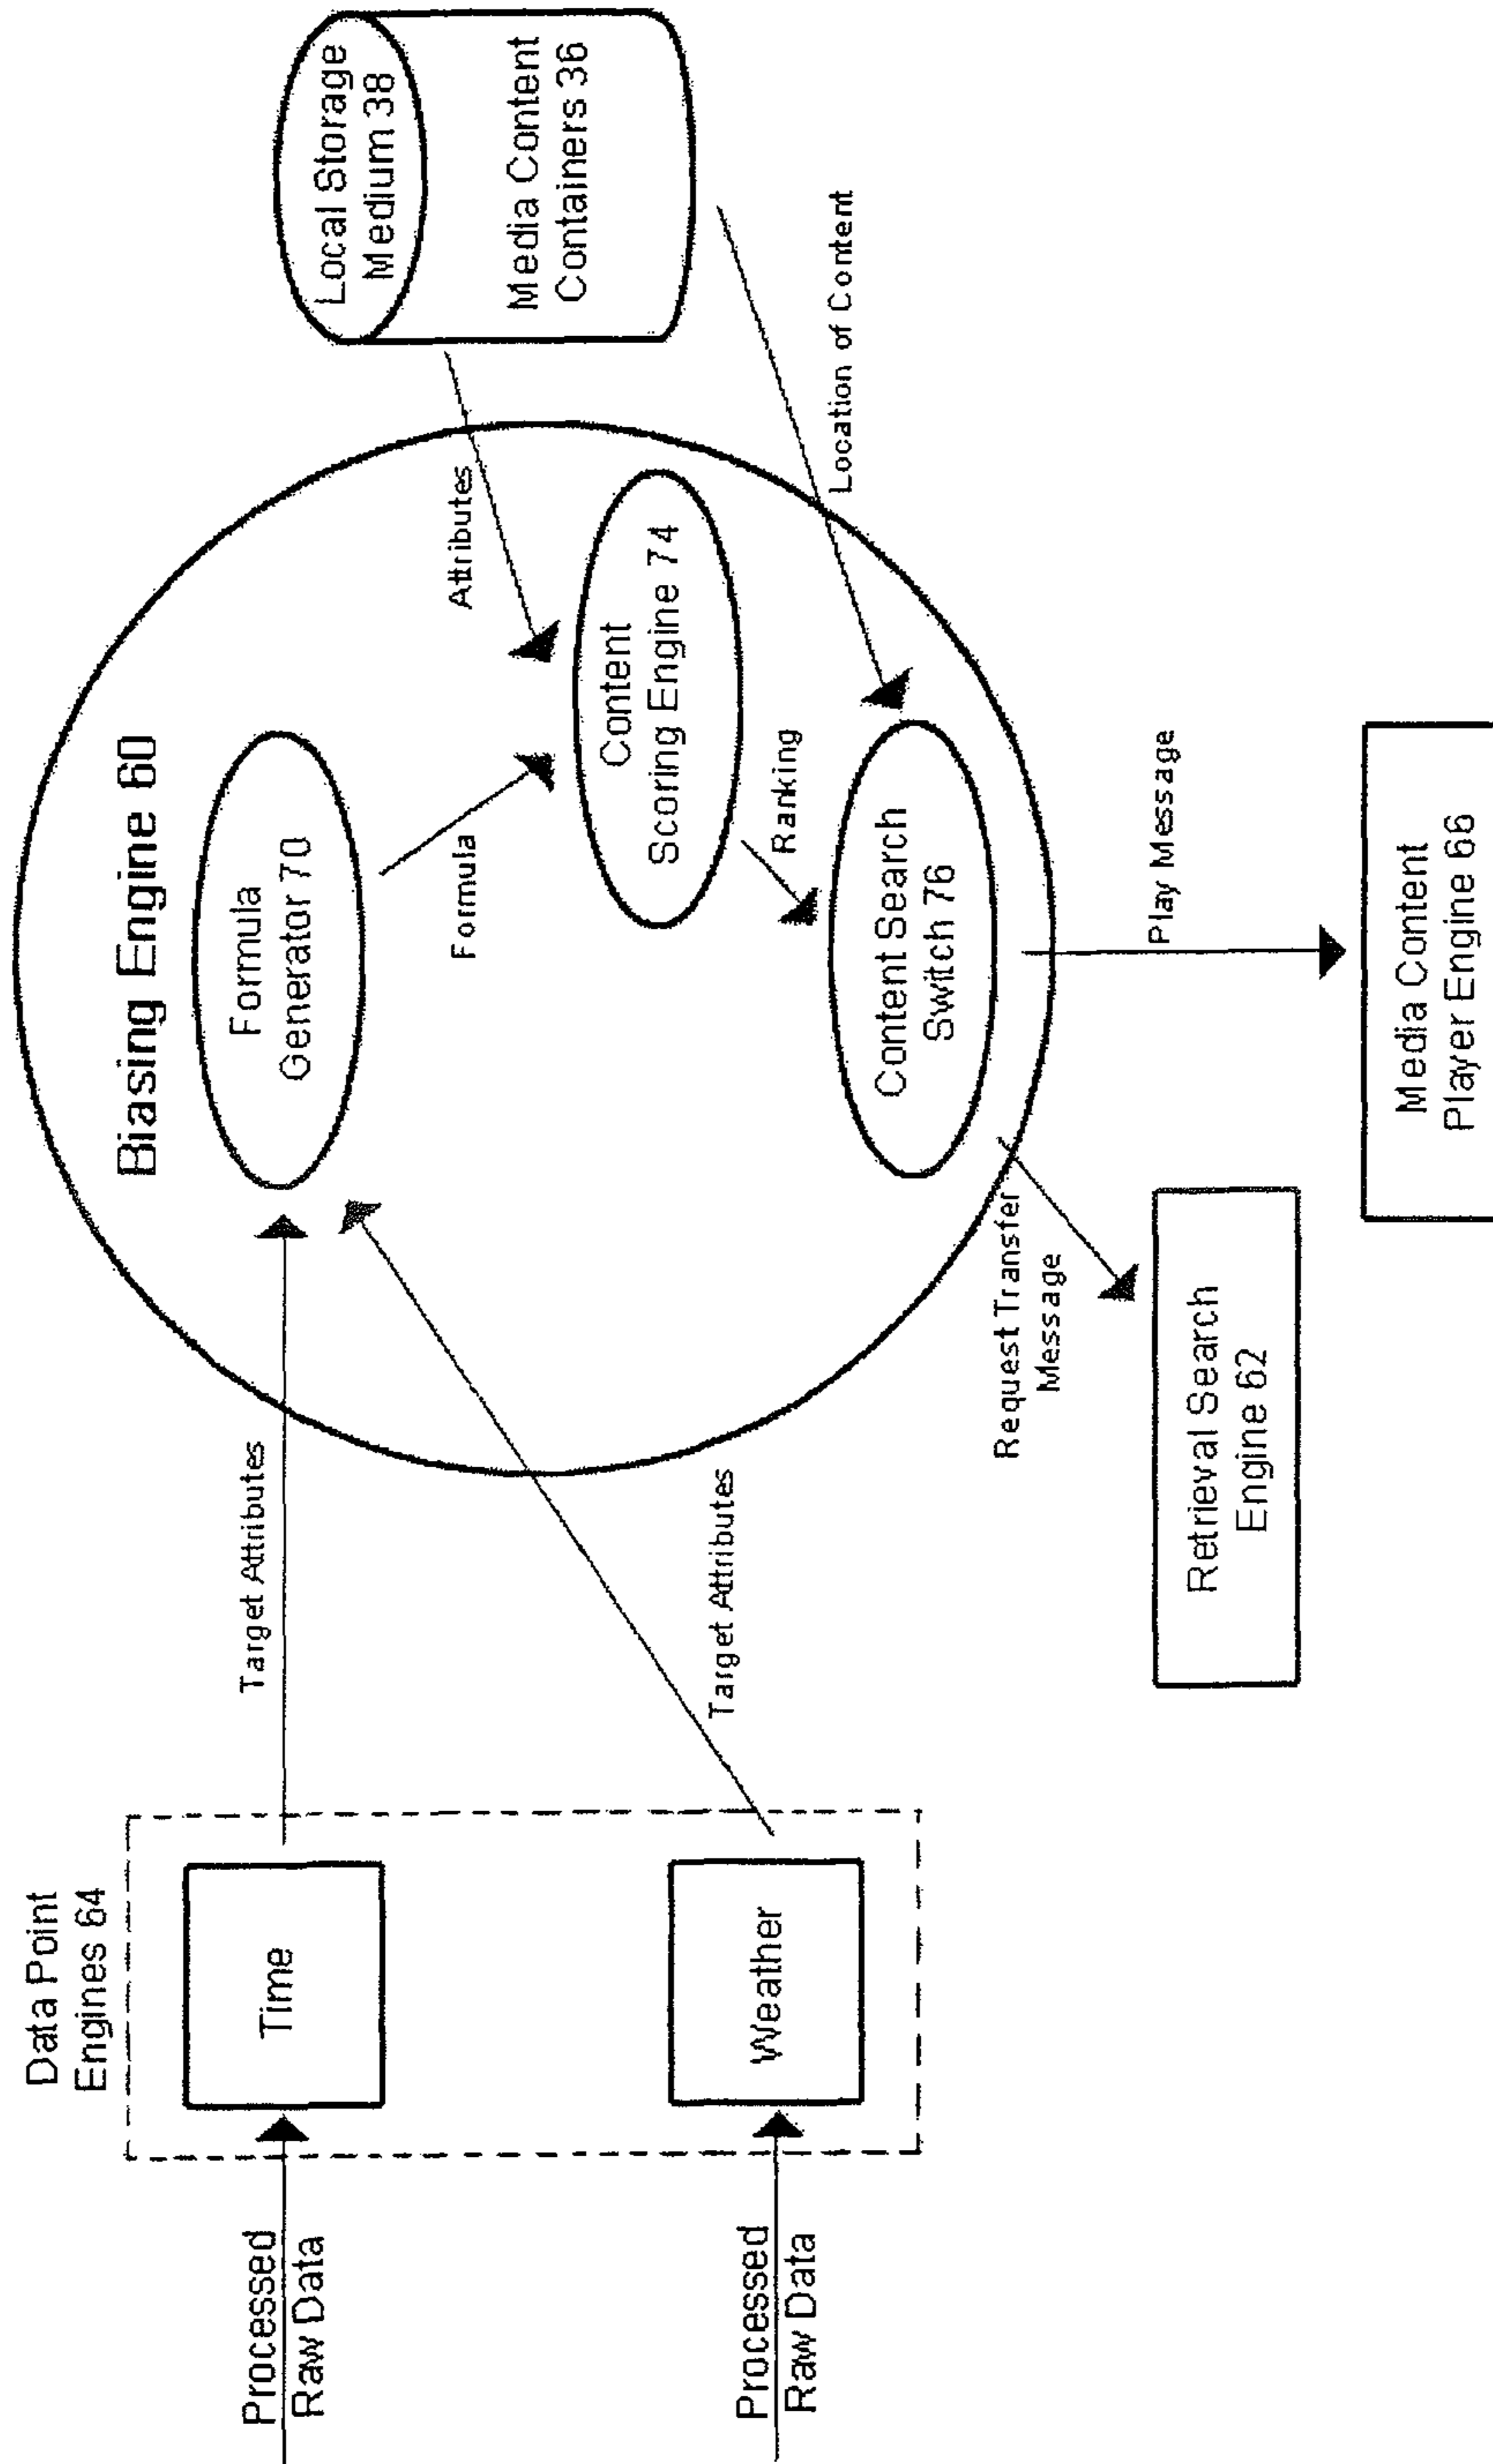 Data Point
Engines 64
Processed
Raw Data
Time
Target Attributes
Processed
Raw Data
Weather
Target Attributes
Biasing Engine 60
Formula
Generator 70
Formula
Attributes
Content
Scoring Engine 74
Ranking
Content Search
Switch 76
Local Storage
Medium 38
Media Content
Containers 36
Location of Content
Request Transfer
Message
Retrieval Search
Engine 62
Play Message
Media Content
Player Engine 66